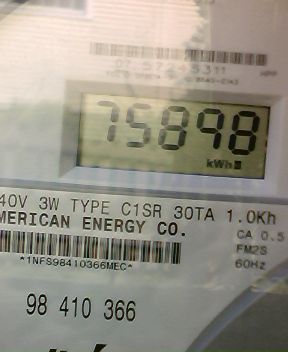 75898
kWh
40V 3W TYPE C1SR 30TA 1.0Kh
MERICAN ENERGY CO.
CA 0.5
FM2S
*1NFS98410366MEC*
60Hz
98 410 366